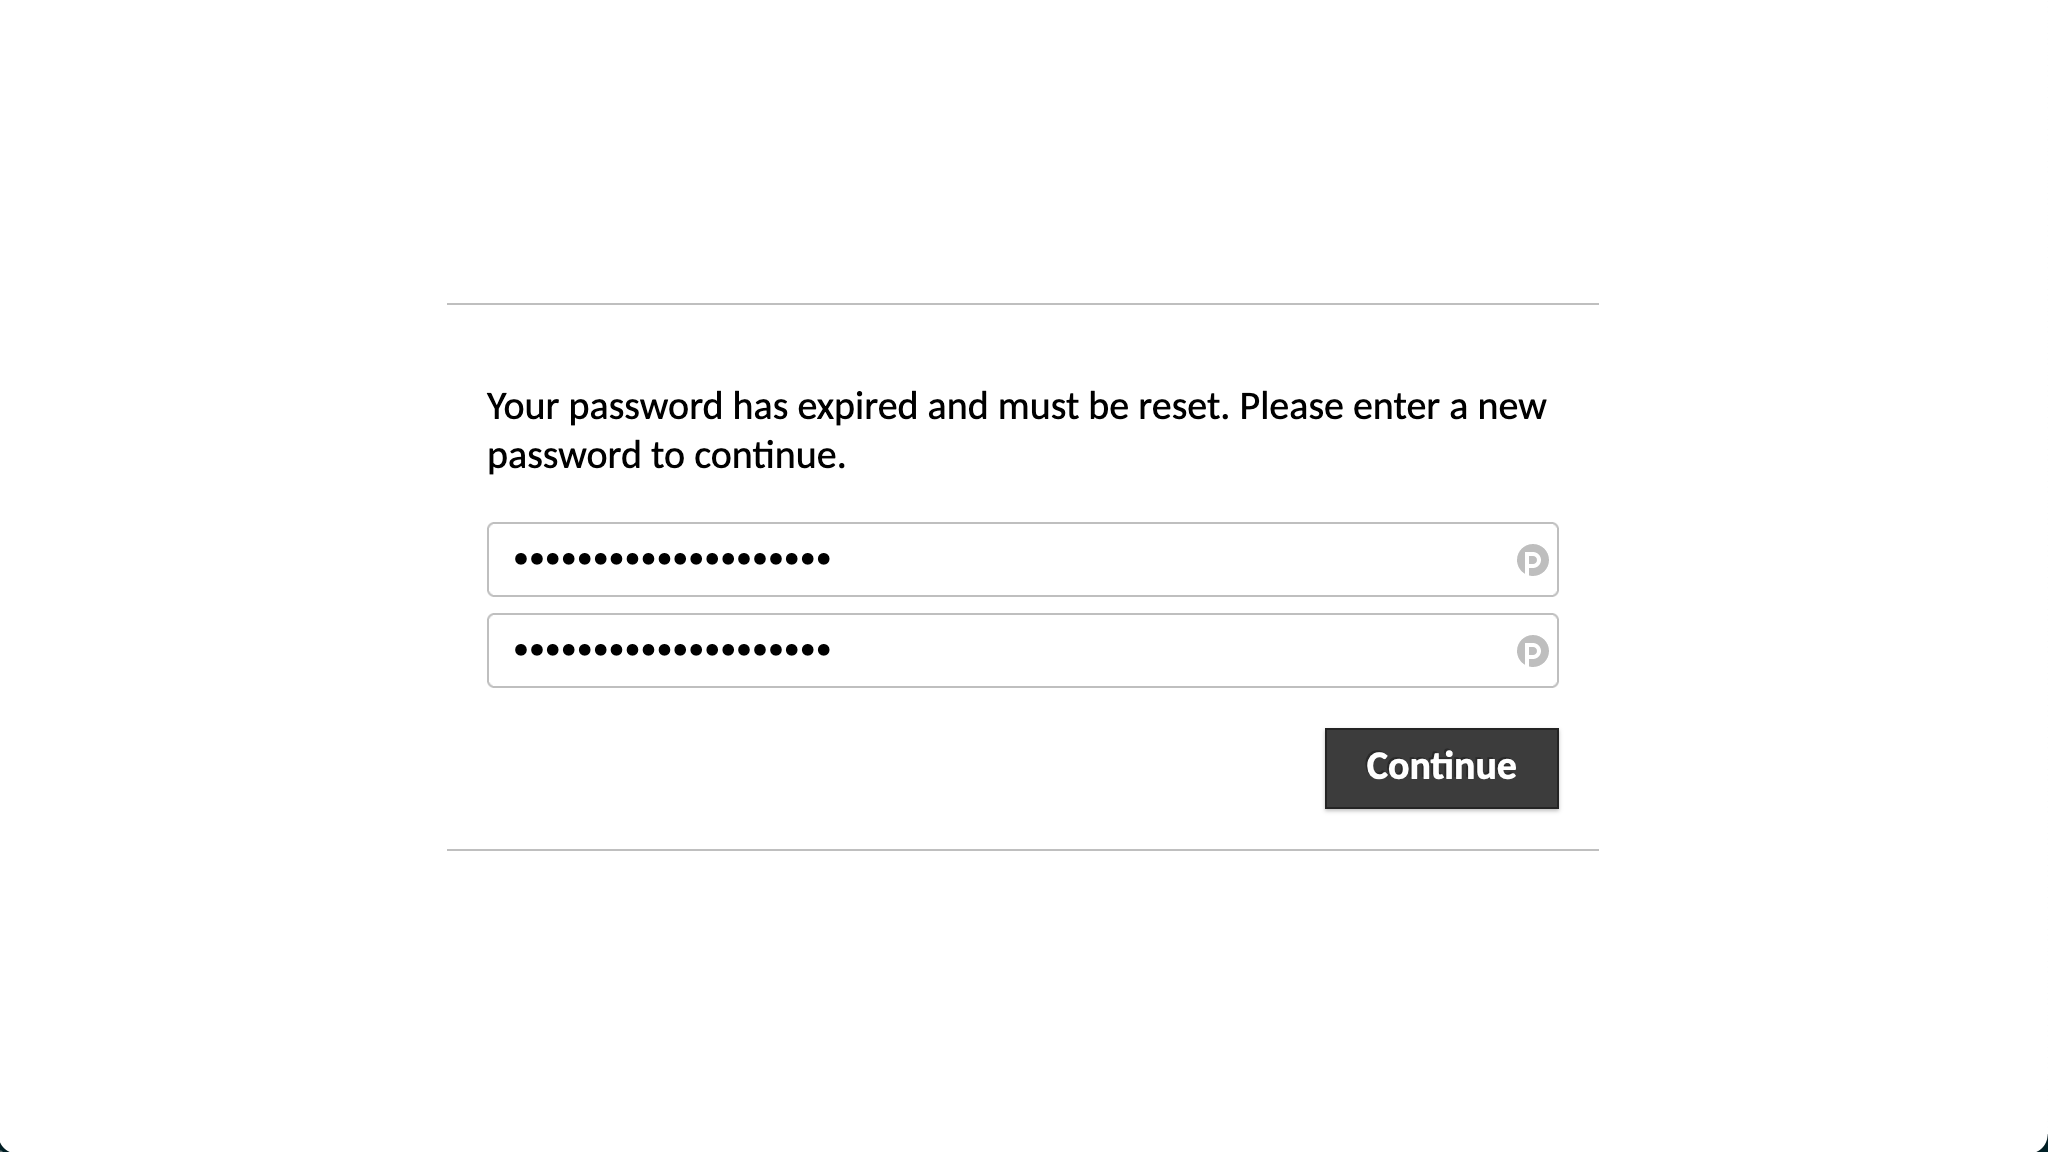 Your password has expired and must be reset. Please enter a new
password to continue.
••••••••••••••••••••
••••••••••••••••••••
Continue